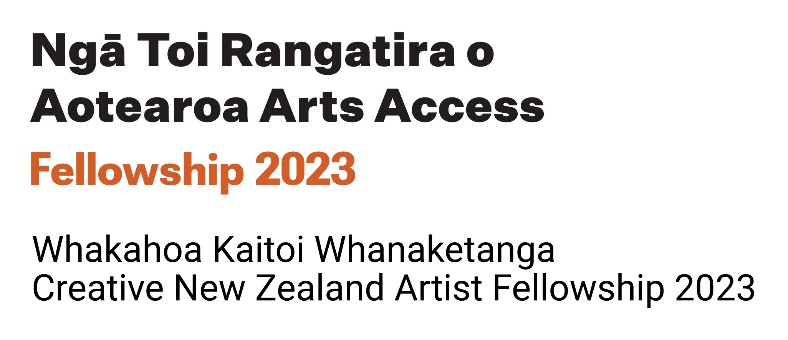 Ngā Toi Rangatira o
Aotearoa Arts Access
Fellowship 2023
Whakahoa Kaitoi Whanaketanga
Creative New Zealand Artist Fellowship 2023